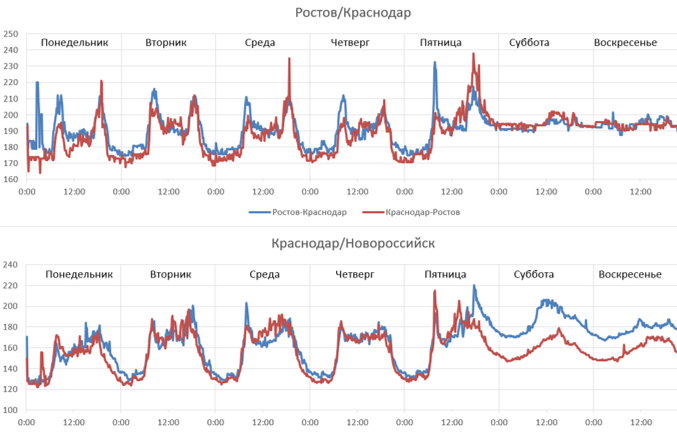 Ростов/Краснодар
250
240
230
220
210
200
190
180
170
160
Понедельник Вторник Среда Четверг Пятница Суббота Воскресенье
0:00 12:00 0:00 12:00 0:00 12:00 0:00 12:00 0:00 12:00 0:00 12:00 0:00 12:00
Ростов-Краснодар Краснодар-Ростов
Краснодар/Новороссийск
240
220
200
180
160
140
120
100
Понедельник Вторник Среда Четверг Пятница Суббота Воскресенье
0:00 12:00 0:00 12:00 0:00 12:00 0:00 12:00 0:00 12:00 0:00 12:00 0:00 12:00